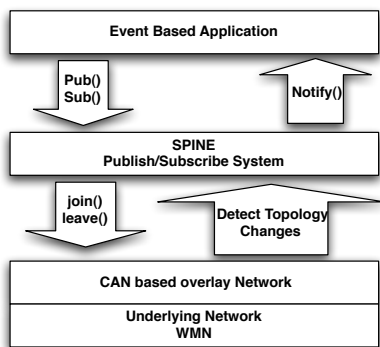 Event Based Application
Pub()
Sub()
Notify()
SPINE
Publish/Subscribe System
join()
leave()
Detect Topology
Changes
CAN based overlay Network
Underlying Network
WMN